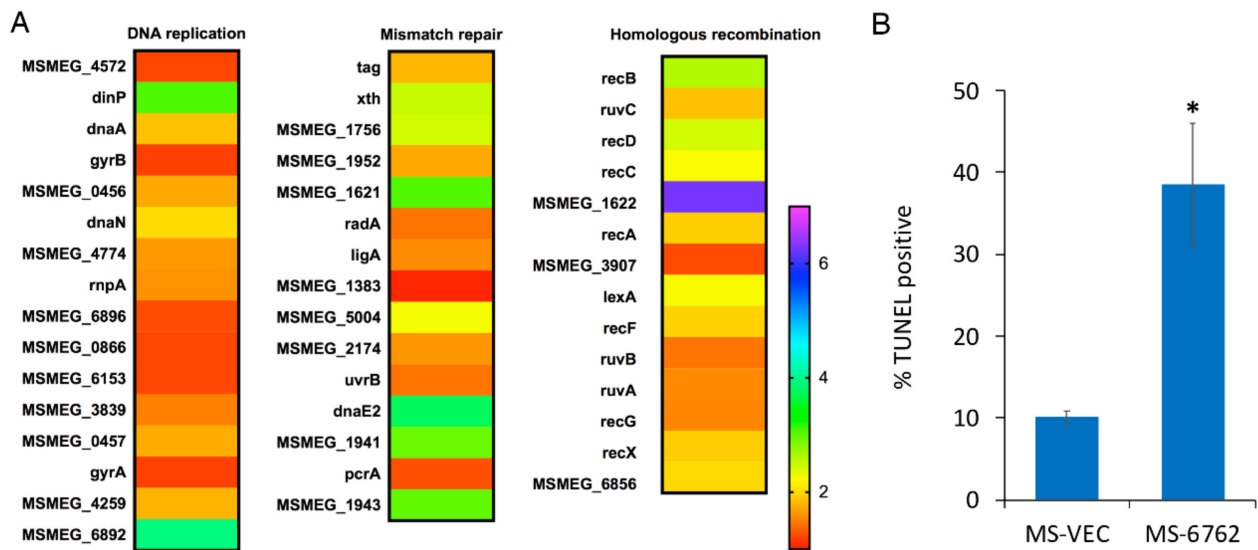 A
DNA replication
MSMEG_4572
dinP
dnaA
gyrB
MSMEG_0456
dnaN
MSMEG_4774
rnpA
MSMEG_6896
MSMEG_0866
MSMEG_6153
MSMEG_3839
MSMEG_0457
gyrA
MSMEG_4259
MSMEG_6892
Mismatch repair
tag
xth
MSMEG_1756
MSMEG_1952
MSMEG_1621
radA
ligA
MSMEG_1383
MSMEG_5004
MSMEG_2174
uvrB
dnaE2
MSMEG_1941
pcrA
MSMEG_1943
Homologous recombination
recB
ruvC
recD
recC
MSMEG_1622
recA
MSMEG_3907
lexA
recF
ruvB
ruvA
recG
recX
MSMEG_6856
6
4
2
B
% TUNEL positive
50
40
30
20
10
0
*
MS-VEC
MS-6762